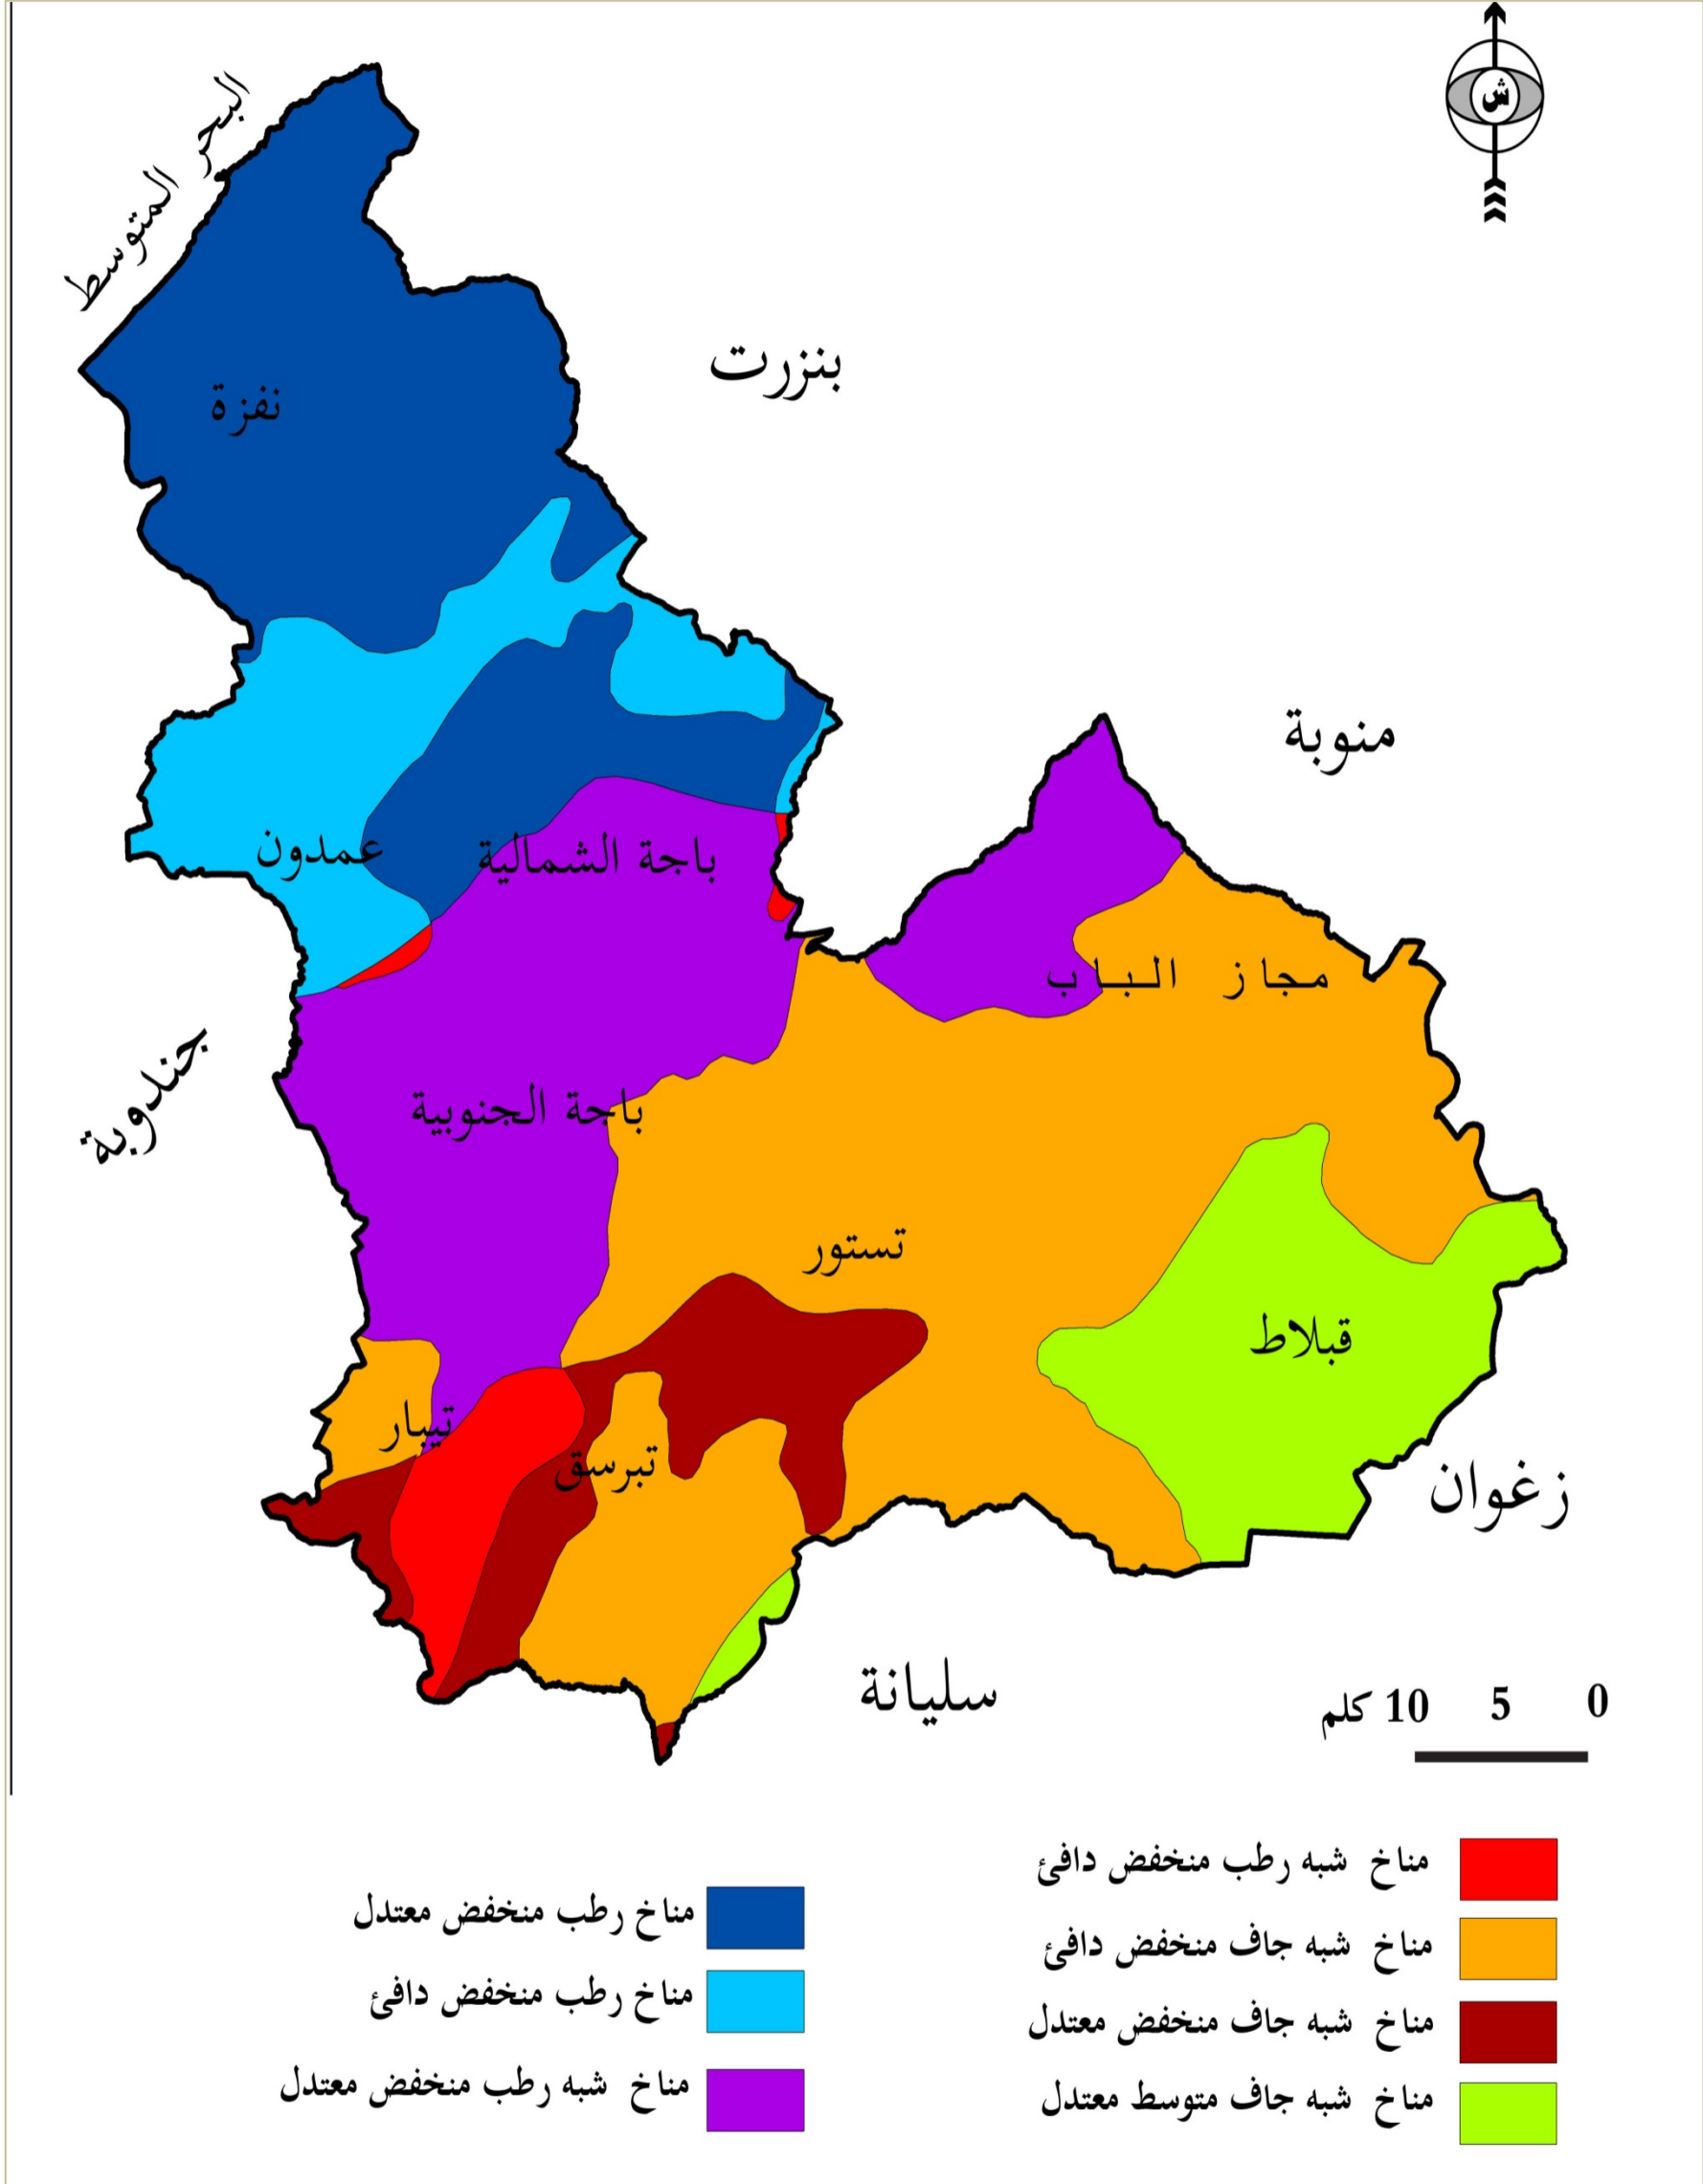 ش
البحر المتوسط
بنزرت
نفزة
منوبة
عمدون
باجة الشمالية
مجاز الباب
جندوبة
باجة الجنوبية
تستور
قبلاط
تيبار
تبرسق
زغوان
سليانة
0 5 10 كلم
مناخ شبه رطب منخفض دافئ
مناخ شبه جاف منخفض دافئ
مناخ شبه جاف منخفض معتدل
مناخ شبه جاف متوسط معتدل
مناخ رطب منخفض معتدل
مناخ رطب منخفض دافئ
مناخ شبه رطب منخفض معتدل